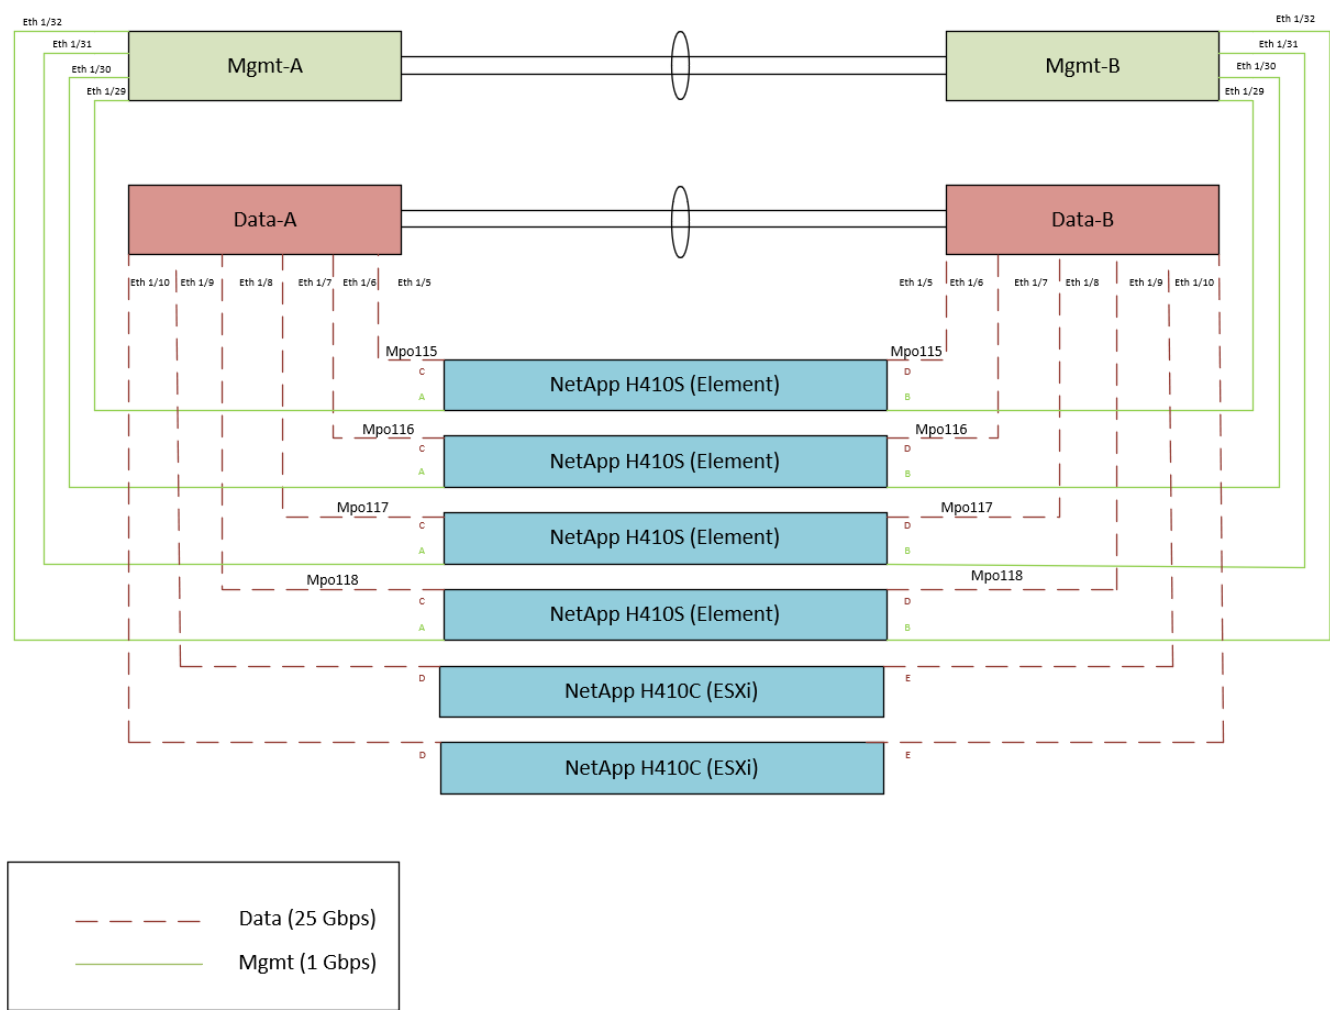 Eth 1/32
Eth 1/32
Eth 1/31
Eth 1/31
Eth 1/30
Eth 1/30
Eth 1/29
Eth 1/29
Mgmt-A
Mgmt-B
Data-A
Data-B
Eth 1/10
Eth 1/9
Eth 1/8
Eth 1/7
Eth 1/6
Eth 1/5
Eth 1/5
Eth 1/6
Eth 1/7
Eth 1/8
Eth 1/9
Eth 1/10
Mpo115
Mpo115
C
D
NetApp H410S (Element)
A
B
Mpo116
Mpo116
C
D
NetApp H410S (Element)
A
B
Mpo117
Mpo117
C
D
NetApp H410S (Element)
A
B
Mpo118
Mpo118
C
D
NetApp H410S (Element)
A
B
D
E
NetApp H410C (ESXi)
D
E
NetApp H410C (ESXi)
Data (25 Gbps)
Mgmt (1 Gbps)